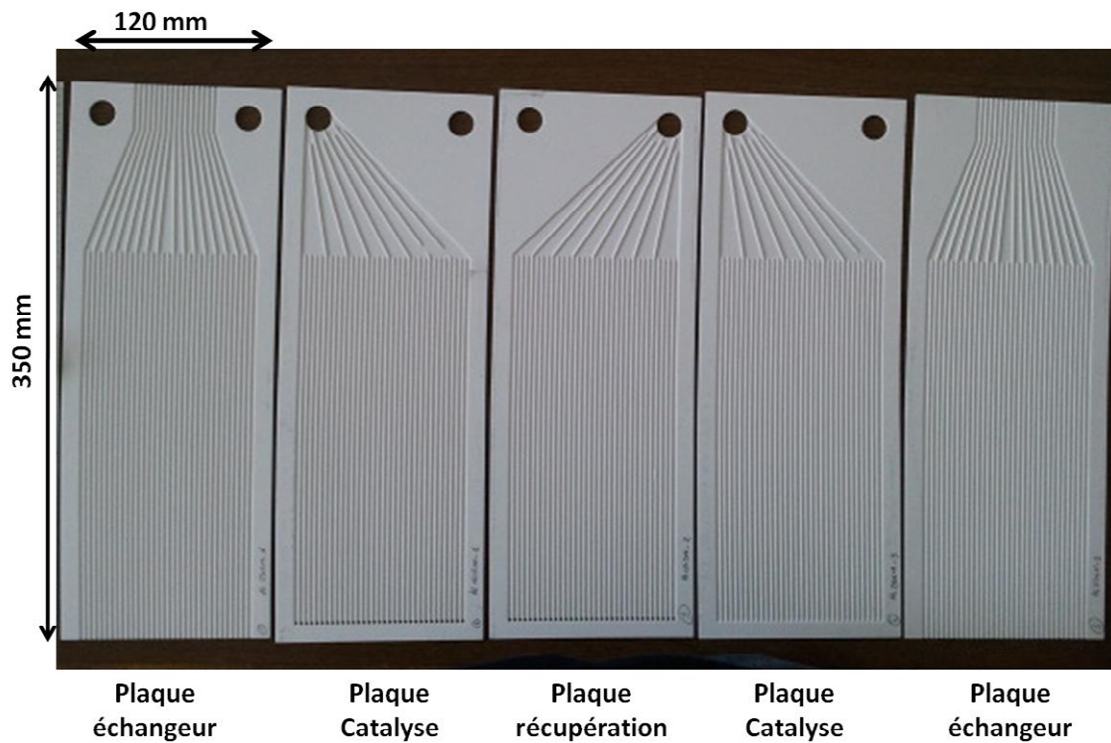 120 mm
350 mm
Plaque
échangeur
Plaque
Catalyse
Plaque
récupération
Plaque
Catalyse
Plaque
échangeur